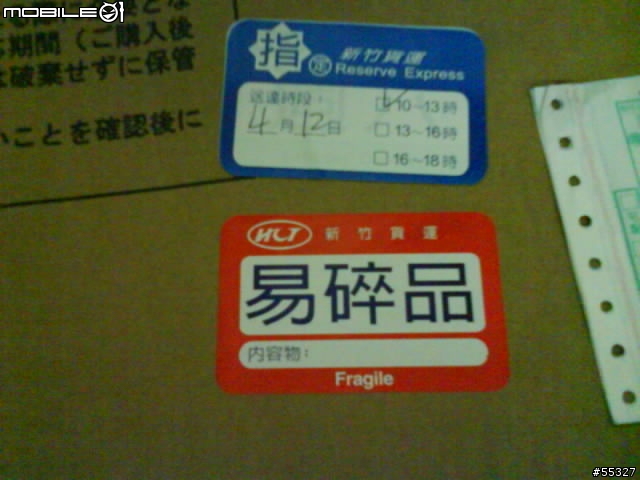 MOBILE01
期間（ご購入後
は破棄せずに保管
いことを確認後に
指
定
新竹貨運
Reserve Express
送達時段：
10～13時
4月12日
13～16時
16～18時
HCT 新竹貨運
易碎品
内容物：
Fragile
#55327